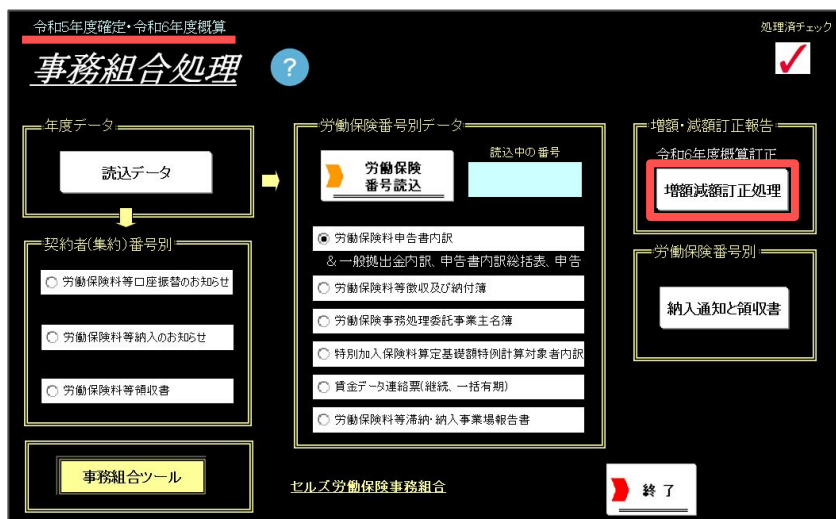 令和5年度確定・令和6年度概算
処理済チェック
事務組合処理
?
年度データ
読込データ
契約者(集約)番号別
労働保険料等口座振替のお知らせ
労働保険料等納入のお知らせ
労働保険料等領収書
事務組合ツール
労働保険番号別データ
労働保険
番号読込
読込中の番号
労働保険料申告書内訳
&一般拠出金内訳、申告書内訳総括表、申告
労働保険料等徴収及び納付簿
労働保険事務処理委託事業主名簿
特別加入保険料算定基礎額特例計算対象者内訳
賃金データ連絡票(継続、一括有期)
労働保険料等滞納・納入事業場報告書
セルズ労働保険事務組合
増額・減額訂正報告
令和6年度概算訂正
増額減額訂正処理
労働保険番号別
納入通知と領収書
終了